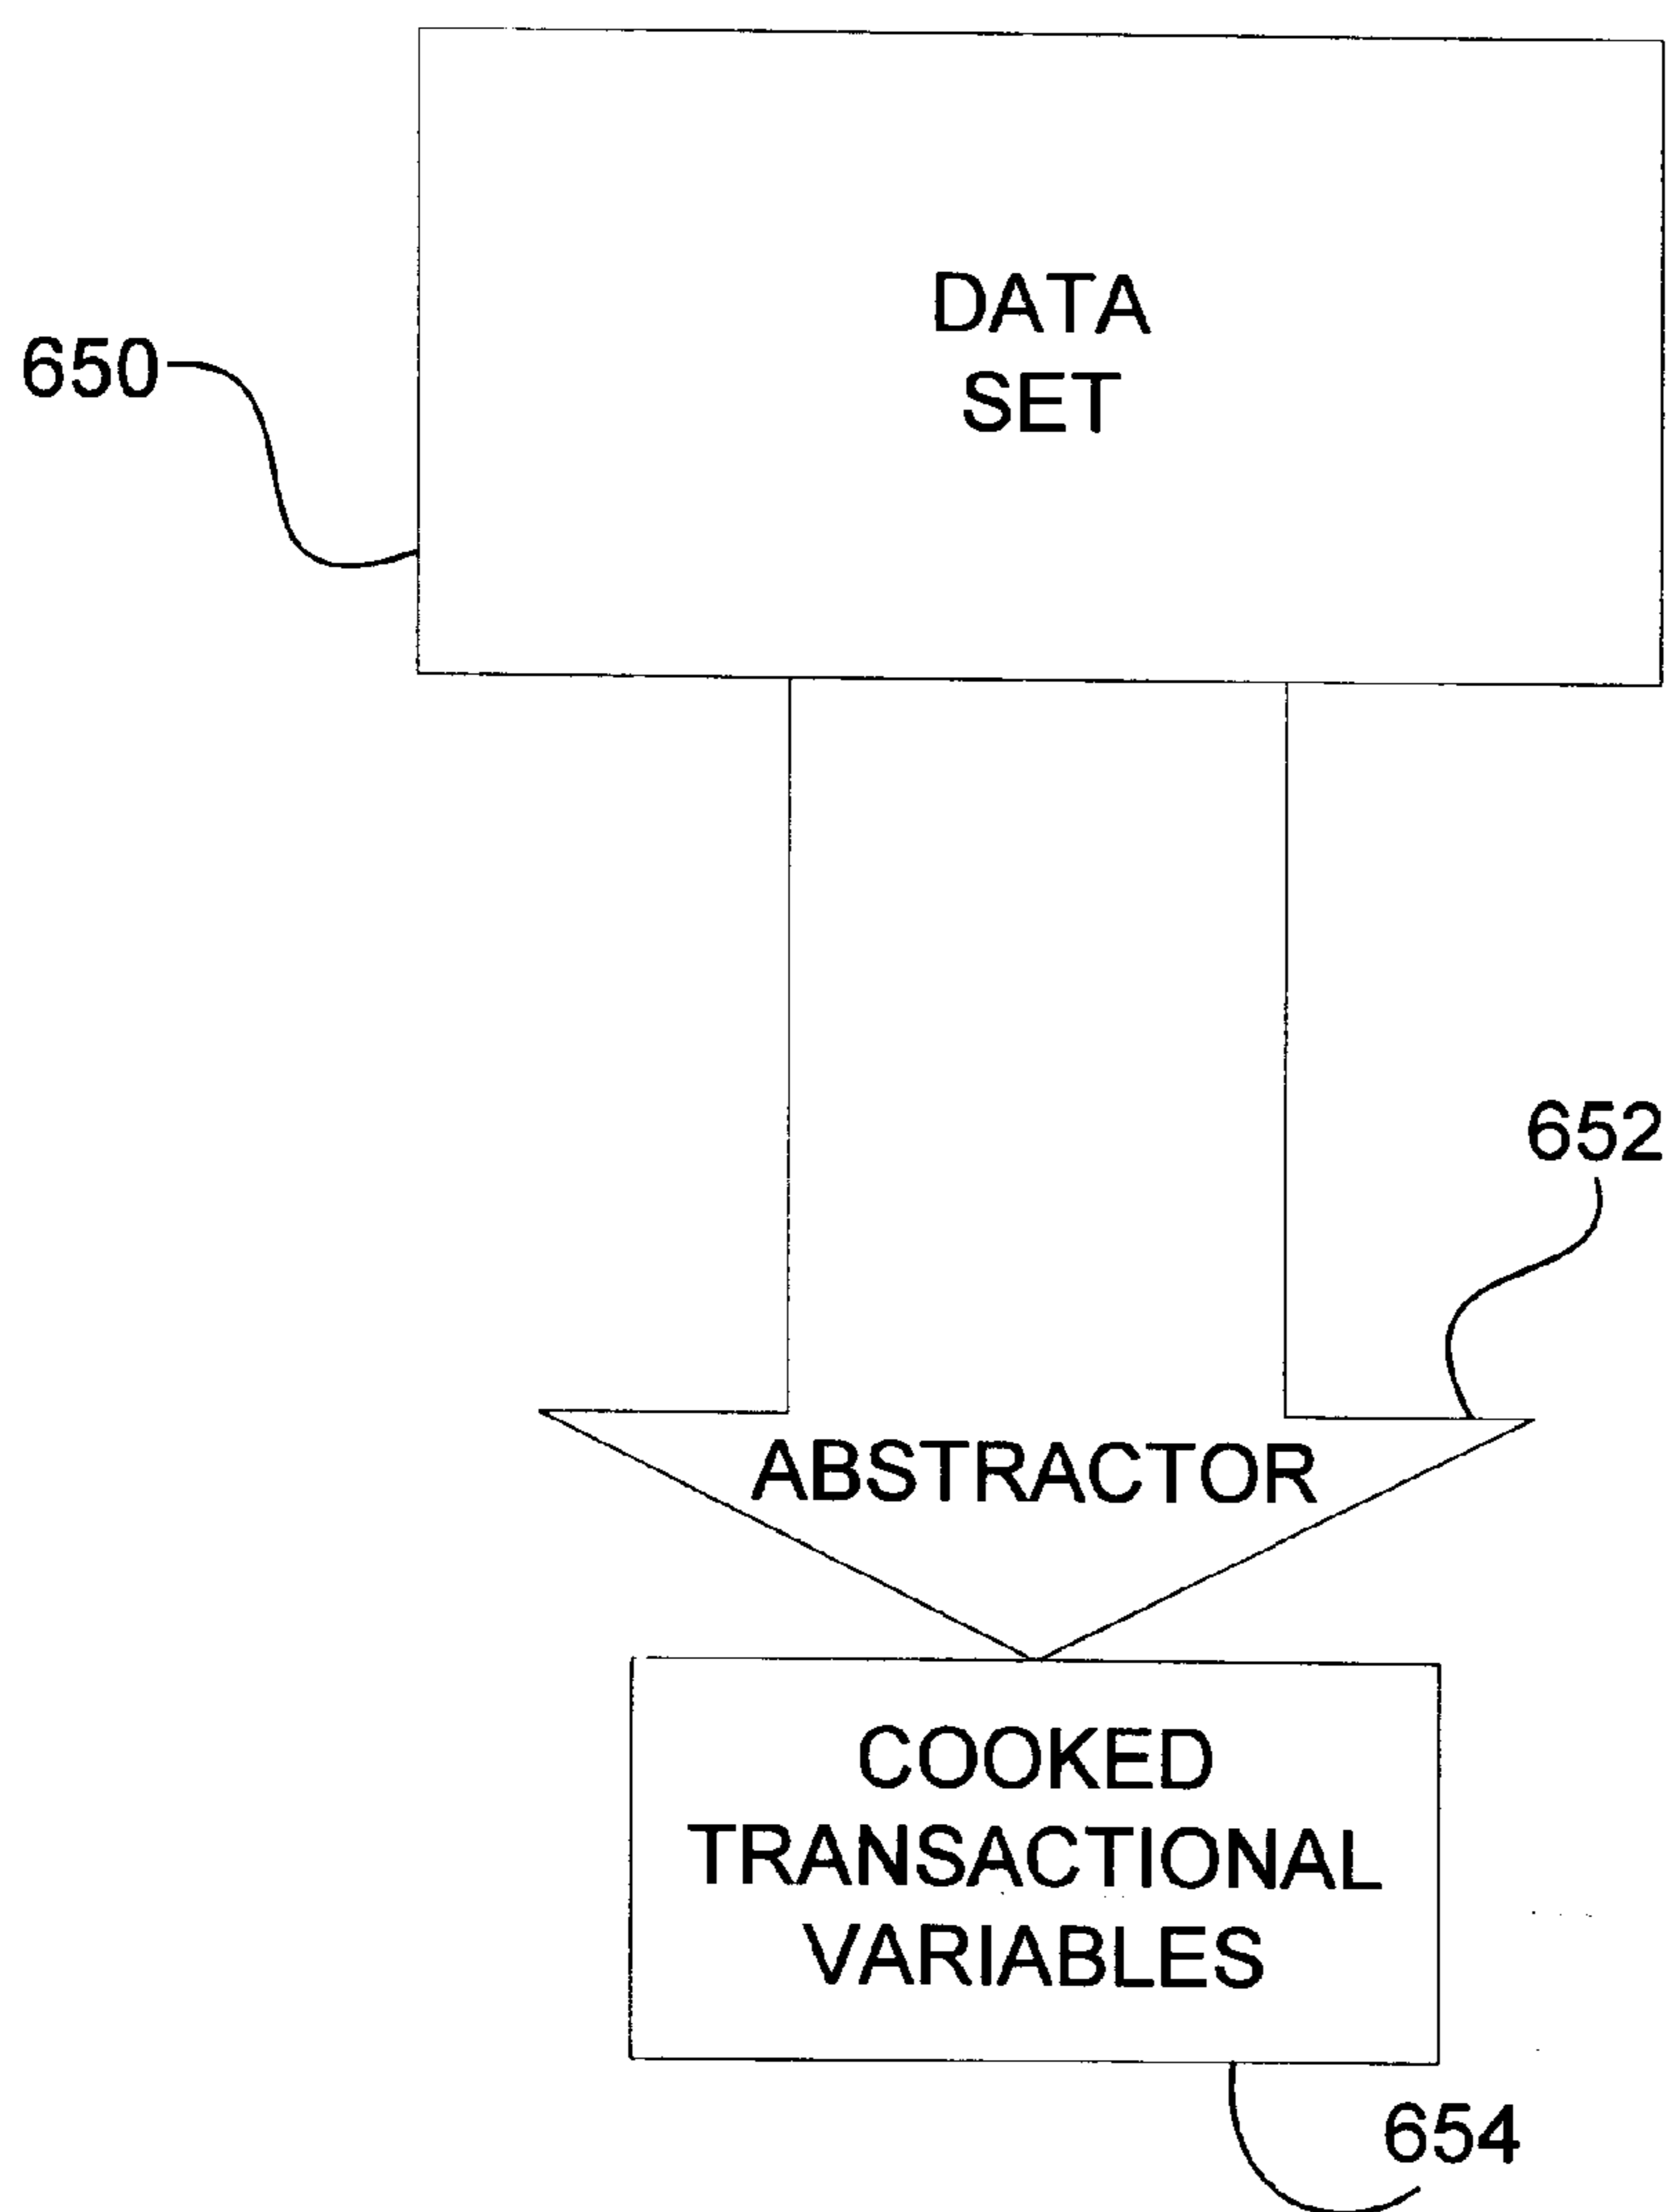 DATA
SET
650
652
ABSTRACTOR
COOKED
TRANSACTIONAL
VARIABLES
654